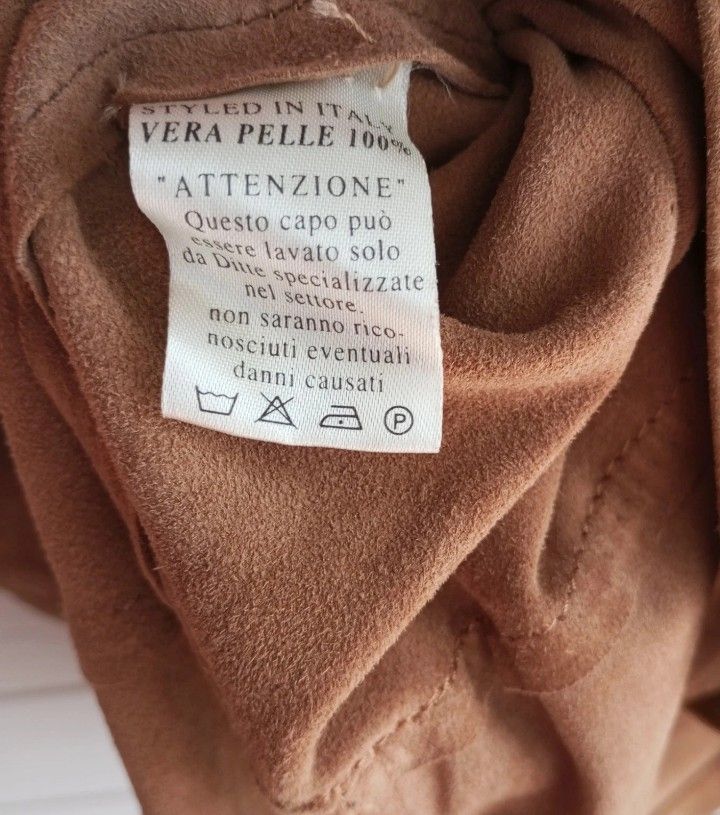 STYLED IN ITALY
VERA PELLE 100%
"ATTENZIONE"
Questo capo può
essere lavato solo
da Ditte specializzate
nel settore.
non saranno rico-
nosciuti eventuali
danni causati
P